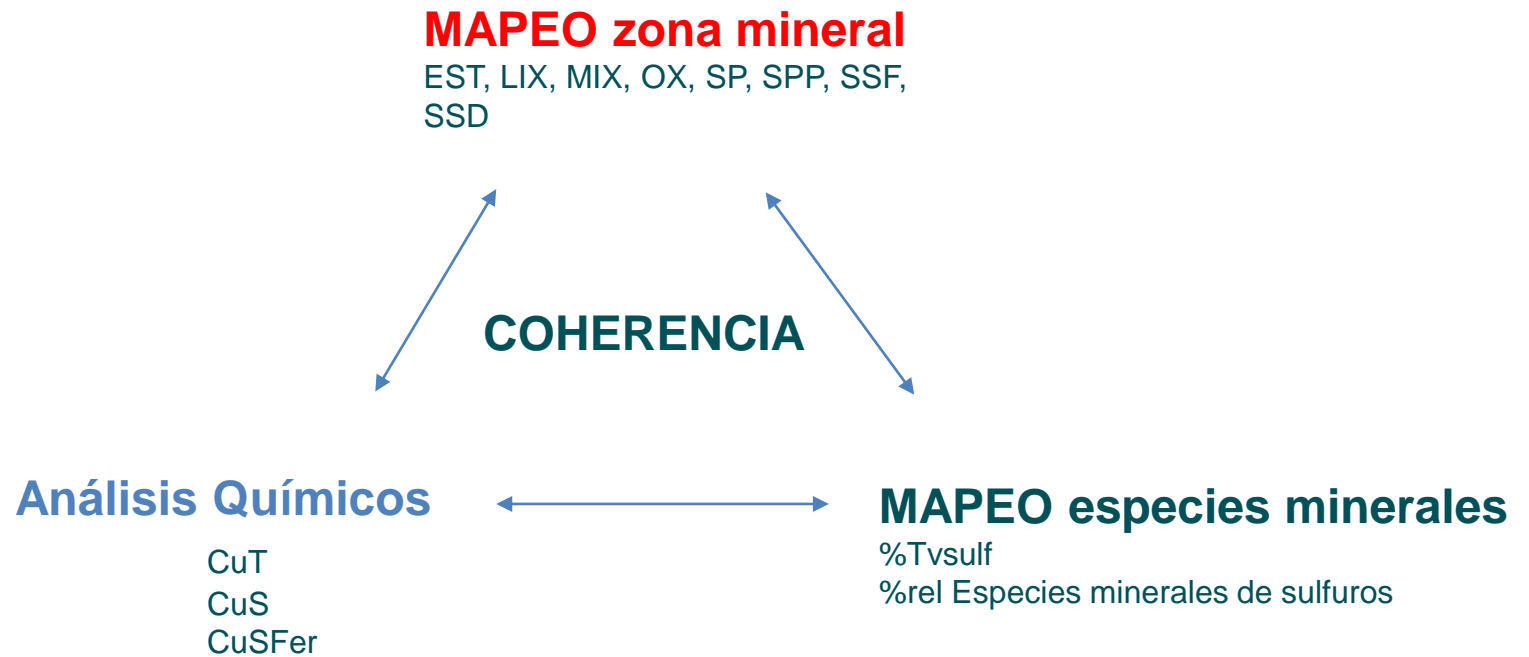 MAPEO zona mineral
EST, LIX, MIX, OX, SP, SPP, SSF,
SSD
COHERENCIA
Análisis Químicos
CuT
CuS
CuSFer
MAPEO especies minerales
%Tvsulf
%rel Especies minerales de sulfuros